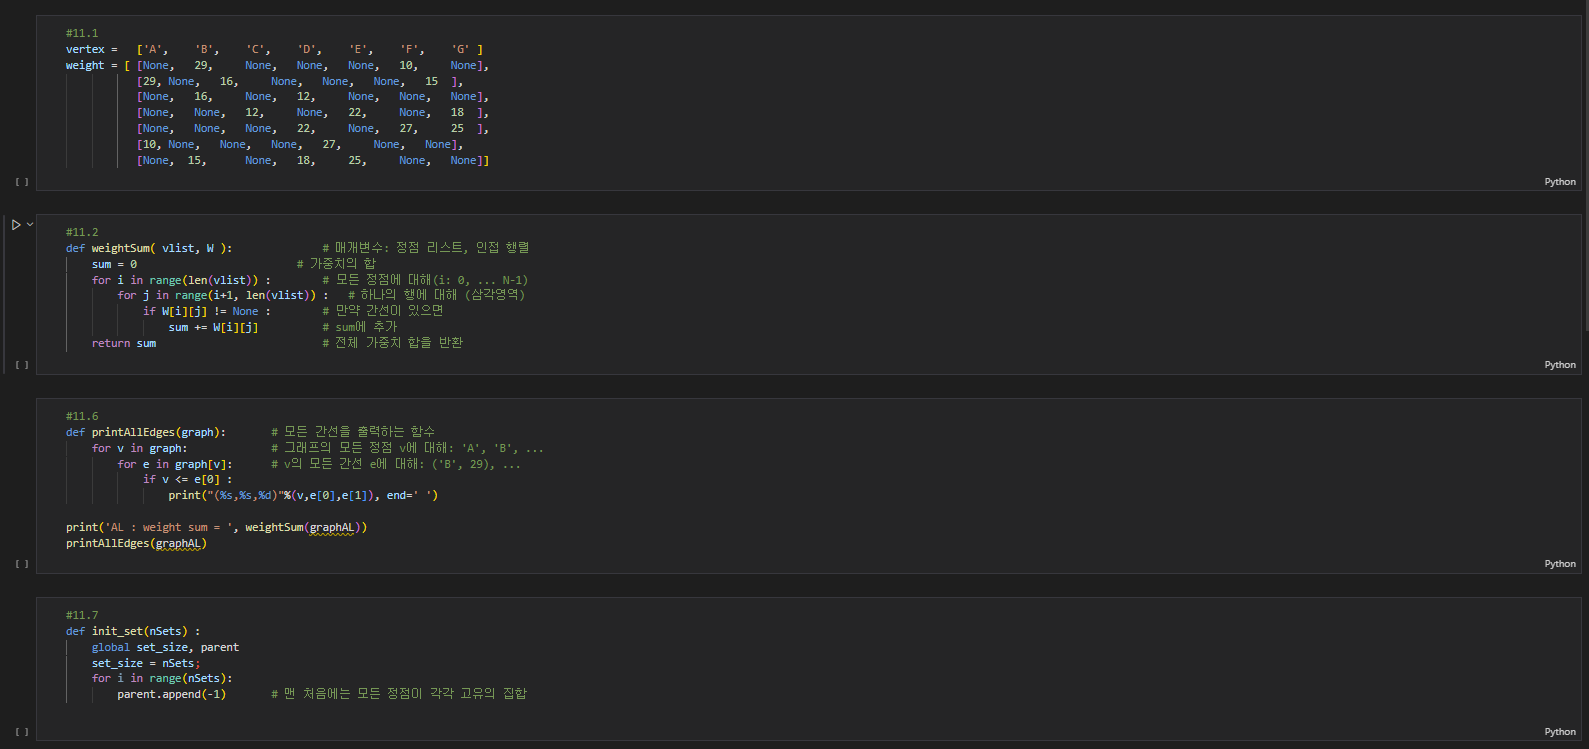 #11.1
vertex =   ['A',    'B',    'C',    'D',    'E',    'F',    'G' ]
weight = [ [None,   29,     None,   None,   None,   10,     None],
[29, None,   16,     None,   None,   None,   15  ],
[None,   16,     None,   12,     None,   None,   None],
[None,   None,   12,     None,   22,     None,   18  ],
[None,   None,   None,   22,     None,   27,     25  ],
[10, None,   None,   None,   27,     None,   None],
[None,  15,      None,   18,     25,     None,   None]]
[ ]
Python
#11.2
def weightSum( vlist, W ):              # 매개변수: 정점 리스트, 인접 행렬
sum = 0                         # 가중치의 합
for i in range(len(vlist)) :        # 모든 정점에 대해(i: 0, ... N-1)
for j in range(i+1, len(vlist)) :   # 하나의 행에 대해 (삼각영역)
if W[i][j] != None :        # 만약 간선이 있으면
sum += W[i][j]          # sum에 추가
return sum                          # 전체 가중치 합을 반환
[ ]
Python
#11.6
def printAllEdges(graph):       # 모든 간선을 출력하는 함수
for v in graph:             # 그래프의 모든 정점 v에 대해: 'A', 'B', ...
for e in graph[v]:      # v의 모든 간선 e에 대해: ('B', 29), ...
if v <= e[0] :
print("(%s,%s,%d)"%(v,e[0],e[1]), end=' ')
print('AL : weight sum = ', weightSum(graphAL))
printAllEdges(graphAL)
[ ]
Python
#11.7
def init_set(nSets) :
global set_size, parent
set_size = nSets;
for i in range(nSets):
parent.append(-1)       # 맨 처음에는 모든 정점이 각각 고유의 집합
[ ]
Python